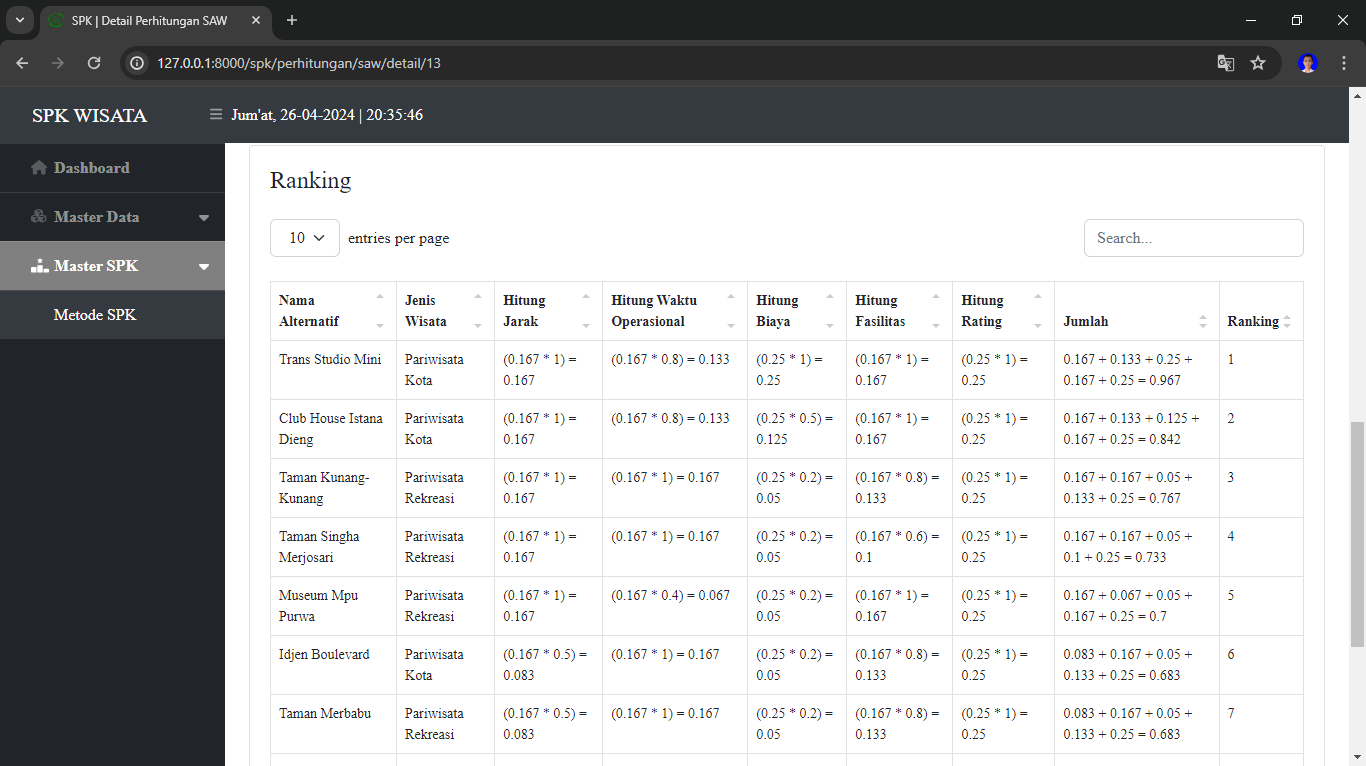 SPK | Detail Perhitungan SAW
127.0.0.1:8000/spk/perhitungan/saw/detail/13
SPK WISATA
Jum'at, 26-04-2024 | 20:35:46
Dashboard
Master Data
Master SPK
Metode SPK
Ranking
10 entries per page
Search...
Nama Alternatif Jenis Wisata Hitung Jarak Hitung Waktu Operasional Hitung Biaya Hitung Fasilitas Hitung Rating Jumlah Ranking
Trans Studio Mini Pariwisata Kota (0.167 * 1) = 0.167 (0.167 * 0.8) = 0.133 (0.25 * 1) = 0.25 (0.167 * 1) = 0.167 (0.25 * 1) = 0.25 0.167 + 0.133 + 0.25 + 0.167 + 0.25 = 0.967 1
Club House Istana Dieng Pariwisata Kota (0.167 * 1) = 0.167 (0.167 * 0.8) = 0.133 (0.25 * 0.5) = 0.125 (0.167 * 1) = 0.167 (0.25 * 1) = 0.25 0.167 + 0.133 + 0.125 + 0.167 + 0.25 = 0.842 2
Taman Kunang-Kunang Pariwisata Rekreasi (0.167 * 1) = 0.167 (0.167 * 1) = 0.167 (0.25 * 0.2) = 0.05 (0.167 * 0.8) = 0.133 (0.25 * 1) = 0.25 0.167 + 0.167 + 0.05 + 0.133 + 0.25 = 0.767 3
Taman Singha Merjosari Pariwisata Rekreasi (0.167 * 1) = 0.167 (0.167 * 1) = 0.167 (0.25 * 0.2) = 0.05 (0.167 * 0.6) = 0.1 (0.25 * 1) = 0.25 0.167 + 0.167 + 0.05 + 0.1 + 0.25 = 0.733 4
Museum Mpu Purwa Pariwisata Rekreasi (0.167 * 1) = 0.167 (0.167 * 0.4) = 0.067 (0.25 * 0.2) = 0.05 (0.167 * 1) = 0.167 (0.25 * 1) = 0.25 0.167 + 0.067 + 0.05 + 0.167 + 0.25 = 0.7 5
Idjen Boulevard Pariwisata Kota (0.167 * 0.5) = 0.083 (0.167 * 1) = 0.167 (0.25 * 0.2) = 0.05 (0.167 * 0.8) = 0.133 (0.25 * 1) = 0.25 0.083 + 0.167 + 0.05 + 0.133 + 0.25 = 0.683 6
Taman Merbabu Pariwisata Rekreasi (0.167 * 0.5) = 0.083 (0.167 * 1) = 0.167 (0.25 * 0.2) = 0.05 (0.167 * 0.8) = 0.133 (0.25 * 1) = 0.25 0.083 + 0.167 + 0.05 + 0.133 + 0.25 = 0.683 7